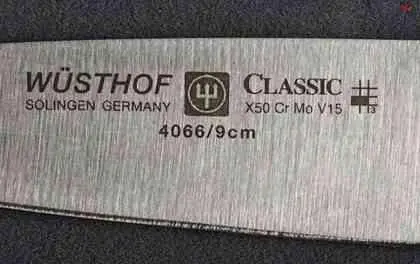 WÜSTHOF CLASSIC
SOLINGEN GERMANY X50 Cr Mo V15
4066/9cm